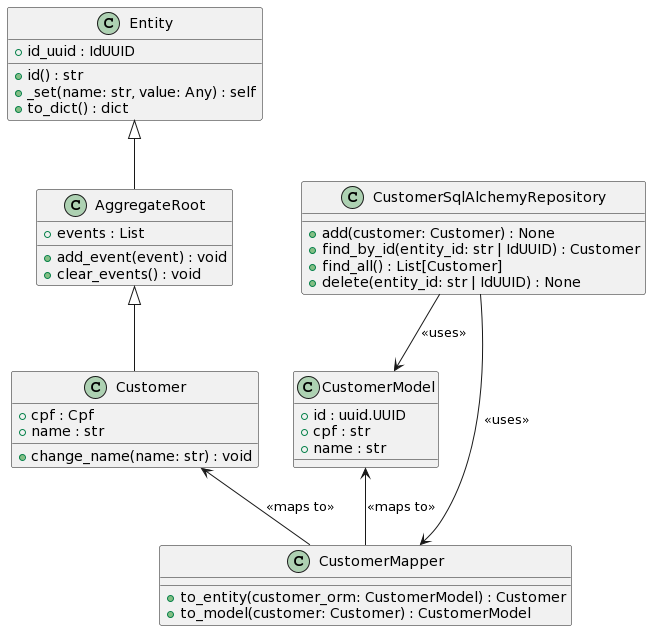 C Entity
id_uuid : IdUUID
id() : str
_set(name: str, value: Any) : self
to_dict() : dict
C AggregateRoot
events : List
add_event(event) : void
clear_events() : void
C CustomerSqlAlchemyRepository
add(customer: Customer) : None
find_by_id(entity_id: str | IdUUID) : Customer
find_all() : List[Customer]
delete(entity_id: str | IdUUID) : None
«uses»
C Customer
cpf : Cpf
name : str
change_name(name: str) : void
C CustomerModel
id : uuid.UUID
cpf : str
name : str
«uses»
«maps to»
«maps to»
C CustomerMapper
to_entity(customer_orm: CustomerModel) : Customer
to_model(customer: Customer) : CustomerModel